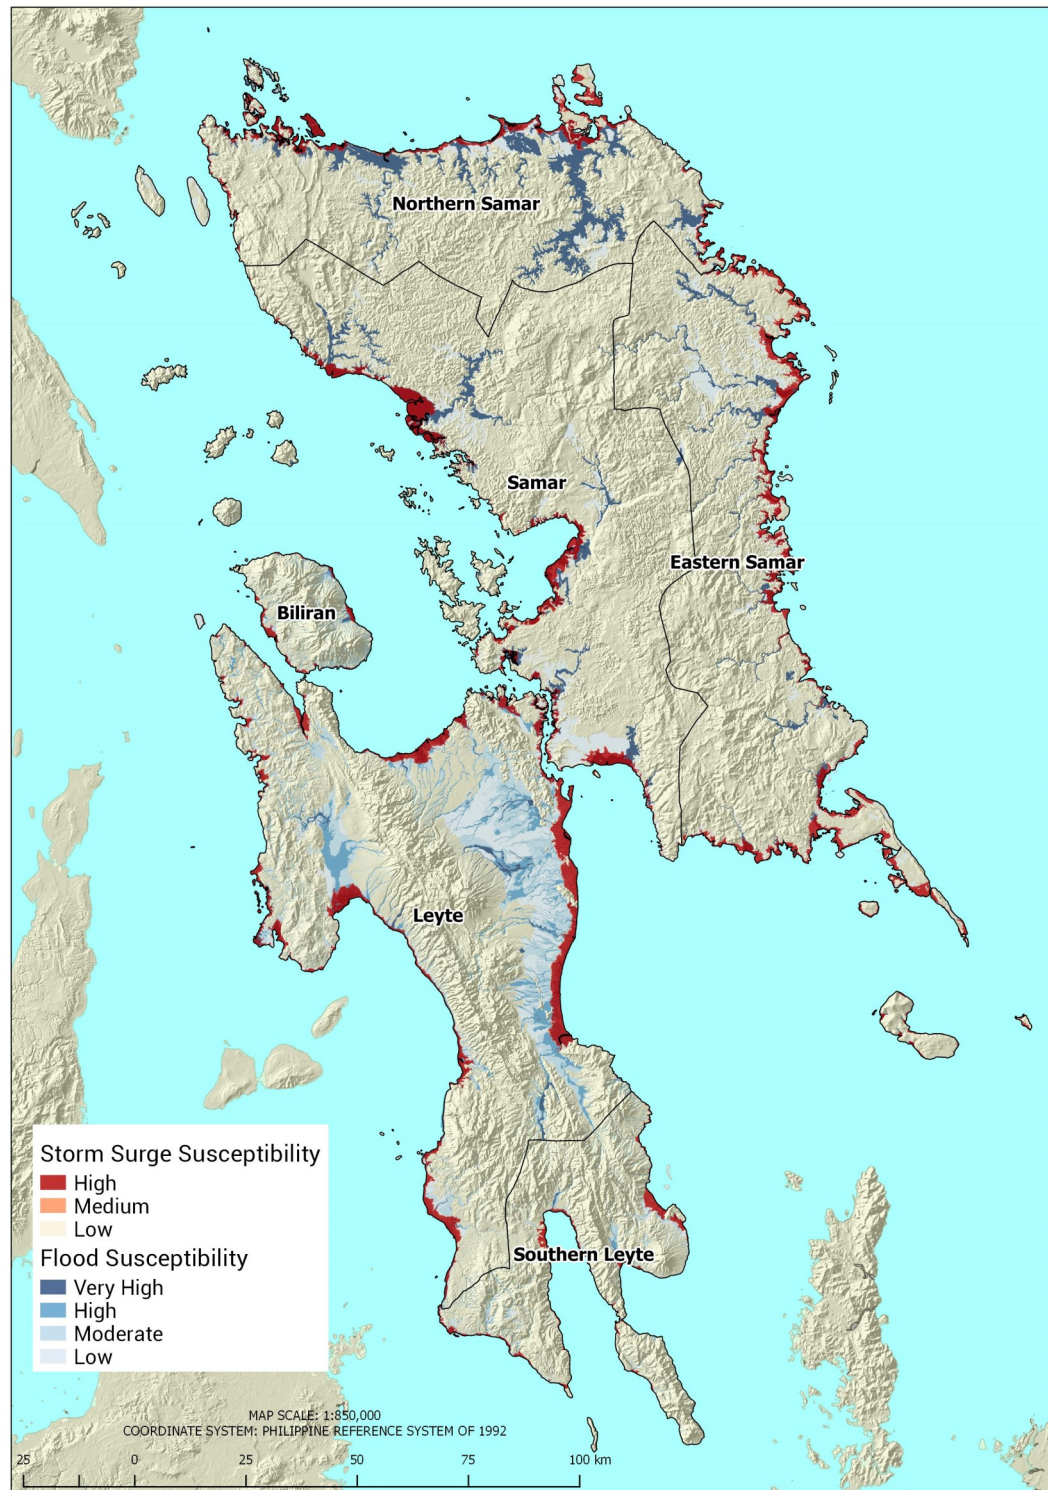 Northern Samar
Samar
Eastern Samar
Biliran
Leyte
Southern Leyte
Storm Surge Susceptibility
High
Medium
Low
Flood Susceptibility
Very High
High
Moderate
Low
MAP SCALE: 1:850,000
COORDINATE SYSTEM: PHILIPPINE REFERENCE SYSTEM OF 1992
25 0 25 50 75 100 km